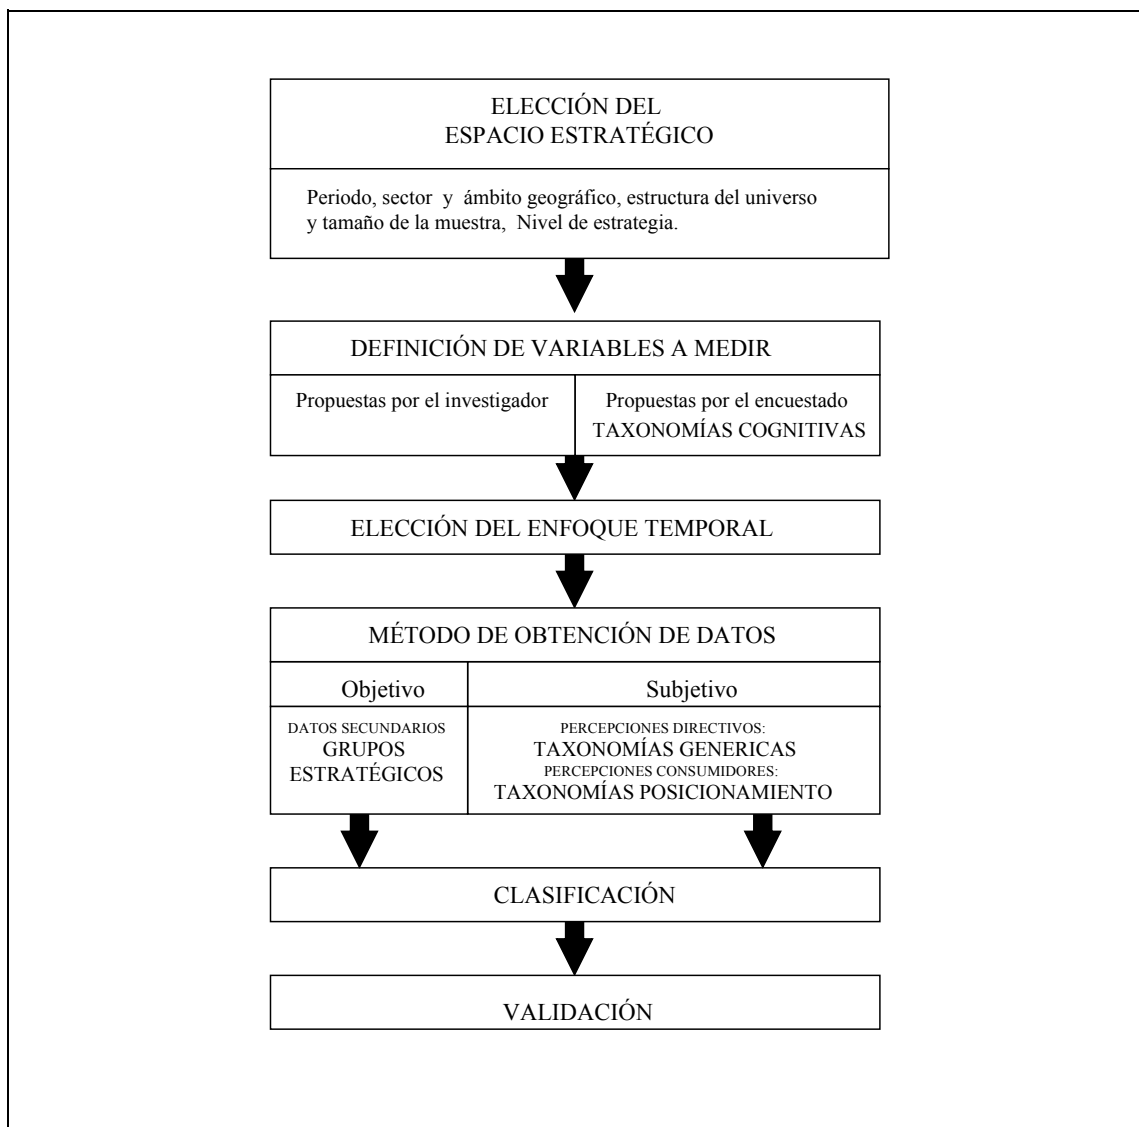 ELECCIÓN DEL
ESPACIO ESTRATÉGICO
Periodo, sector y ámbito geográfico, estructura del universo
y tamaño de la muestra, Nivel de estrategia.
DEFINICIÓN DE VARIABLES A MEDIR
Propuestas por el investigador
Propuestas por el encuestado
TAXONOMÍAS COGNITIVAS
ELECCIÓN DEL ENFOQUE TEMPORAL
MÉTODO DE OBTENCIÓN DE DATOS
Objetivo
Subjetivo
DATOS SECUNDARIOS
GRUPOS
ESTRATÉGICOS
PERCEPCIONES DIRECTIVOS:
TAXONOMÍAS GENERICAS
PERCEPCIONES CONSUMIDORES:
TAXONOMÍAS POSICIONAMIENTO
CLASIFICACIÓN
VALIDACIÓN